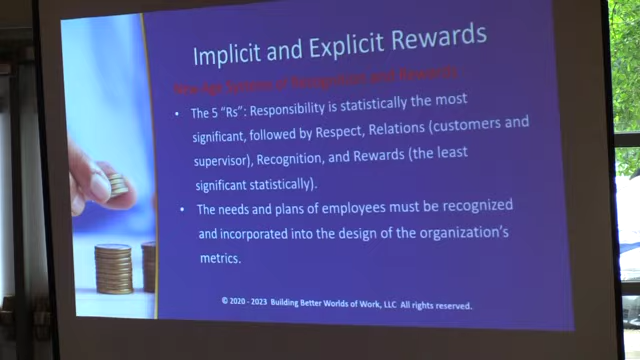 Implicit and Explicit Rewards
New Age Systems of Recognition and Rewards
• The 5 "Rs": Responsibility is statistically the most
significant, followed by Respect, Relations (customers and
supervisor), Recognition, and Rewards (the least
significant statistically).
• The needs and plans of employees must be recognized
and incorporated into the design of the organization's
metrics.
© 2020 - 2023 Building Better Worlds of Work, LLC All rights reserved.